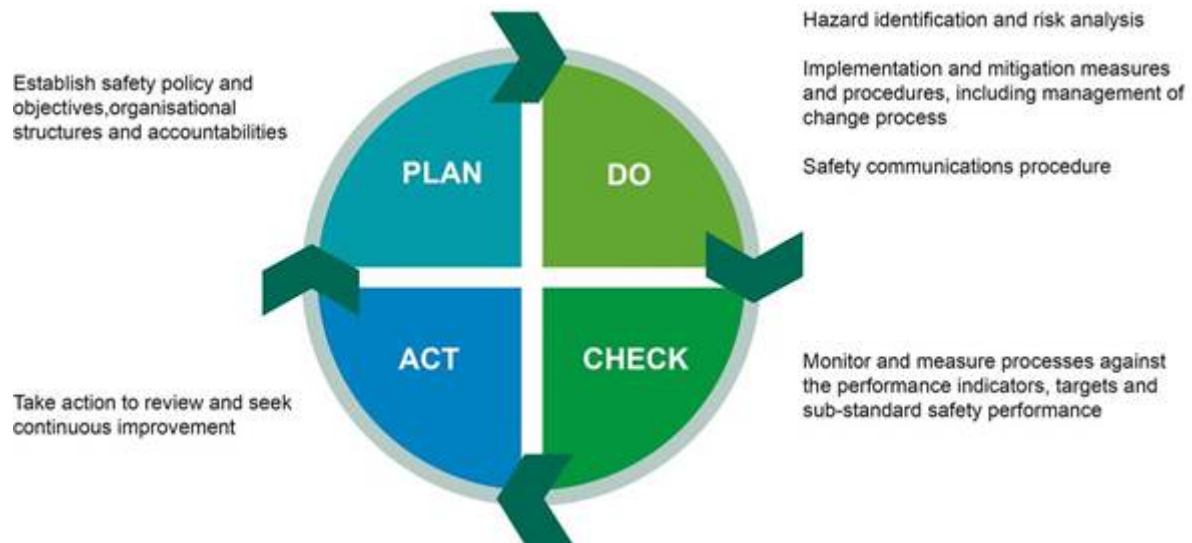 Establish safety policy and
objectives,organisational
structures and accountabilities
PLAN
DO
Hazard identification and risk analysis
Implementation and mitigation measures
and procedures, including management of
change process
Safety communications procedure
ACT
Take action to review and seek
continuous improvement
CHECK
Monitor and measure processes against
the performance indicators, targets and
sub-standard safety performance